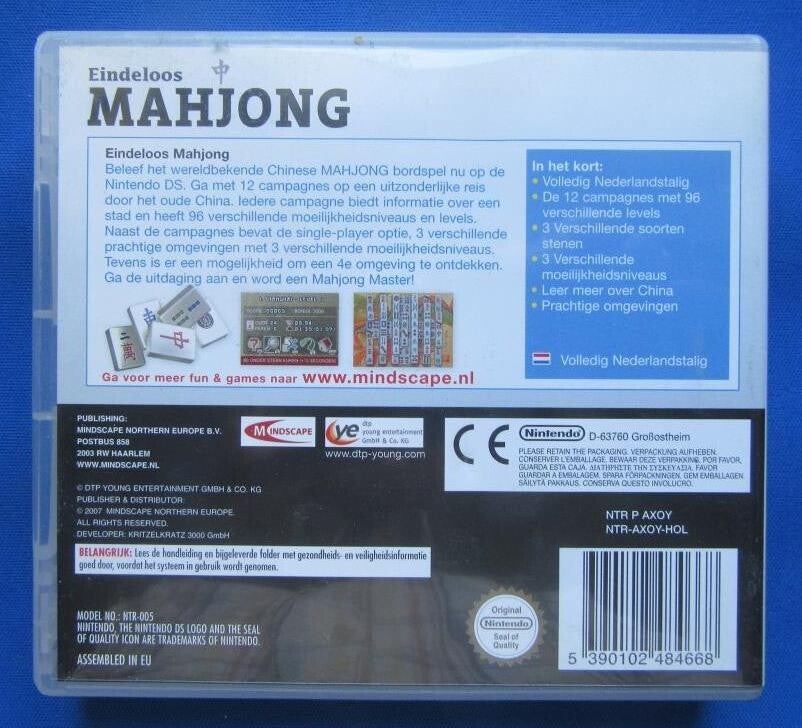 Eindeloos 中
MAHJONG
Eindeloos Mahjong
Beleef het wereldbekende Chinese MAHJONG bordspel nu op de
Nintendo DS. Ga met 12 campagnes op een uitzonderlijke reis
door het oude China. Iedere campagne biedt informatie over een
stad en heeft 96 verschillende moeilijkheidsniveaus en levels.
Naast de campagnes bevat de single-player optie, 3 verschillende
prachtige omgevingen met 3 verschillende moeilijkheidsniveaus.
Tevens is er een mogelijkheid om een 4e omgeving te ontdekken.
Ga de uitdaging aan en word een Mahjong Master!
In het kort:
• Volledig Nederlandstalig
• De 12 campagnes met 96
verschillende levels
• 3 Verschillende soorten
stenen
• 3 Verschillende
moeilijkheidsniveaus
• Leer meer over China
• Prachtige omgevingen
Volledig Nederlandstalig
中
Ga voor meer fun & games naar www.mindscape.nl
PUBLISHING:
MINDSCAPE NORTHERN EUROPE B.V.
POSTBUS 858
2003 RW HAARLEM
WWW.MINDSCAPE.NL
MINDSCAPE
ye dtp
young entertainment
GmbH & Co. KG
www.dtp-young.com
© DTP YOUNG ENTERTAINMENT GMBH & CO. KG
PUBLISHER & DISTRIBUTOR:
© 2007 MINDSCAPE NORTHERN EUROPE.
ALL RIGHTS RESERVED.
DEVELOPER: KRITZELKRATZ 3000 GmbH
BELANGRIJK: Lees de handleiding en bijgeleverde folder met gezondheids- en veiligheidsinformatie
goed door, voordat het systeem in gebruik wordt genomen.
CE Nintendo D-63760 Großostheim
PLEASE RETAIN THE PACKAGING. VERPACKUNG AUFHEBEN.
CONSERVER L'EMBALLAGE. BEWAAR DEZE VERPAKKING. POR FAVOR,
GUARDA ESTA CAJA. ΔΙΑΤΗΡΗΣΤΕ ΤΗΝ ΣΥΣΚΕΥΑΣΙΑ. FAVOR
GUARDAR A EMBALAGEM. SPARA FÖRPACKNINGEN. GEM EMBALLAGEN.
SÄILYTÄ PAKKAUS. CONSERVA QUESTO INVOLUCRO.
NTR P AXOY
NTR-AXOY-HOL
MODEL NO.: NTR-005
NINTENDO, THE NINTENDO DS LOGO AND THE SEAL
OF QUALITY ICON ARE TRADEMARKS OF NINTENDO.
ASSEMBLED IN EU
Original
Nintendo
Seal of
Quality
5 390102 484668